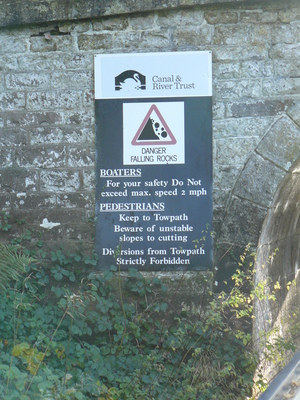 Canal &
River Trust
DANGER
FALLING ROCKS
BOATERS
For your safety Do Not
exceed max. speed 2 mph
PEDESTRIANS
Keep to Towpath
Beware of unstable
slopes to cutting
Diversions from Towpath
Strictly Forbidden